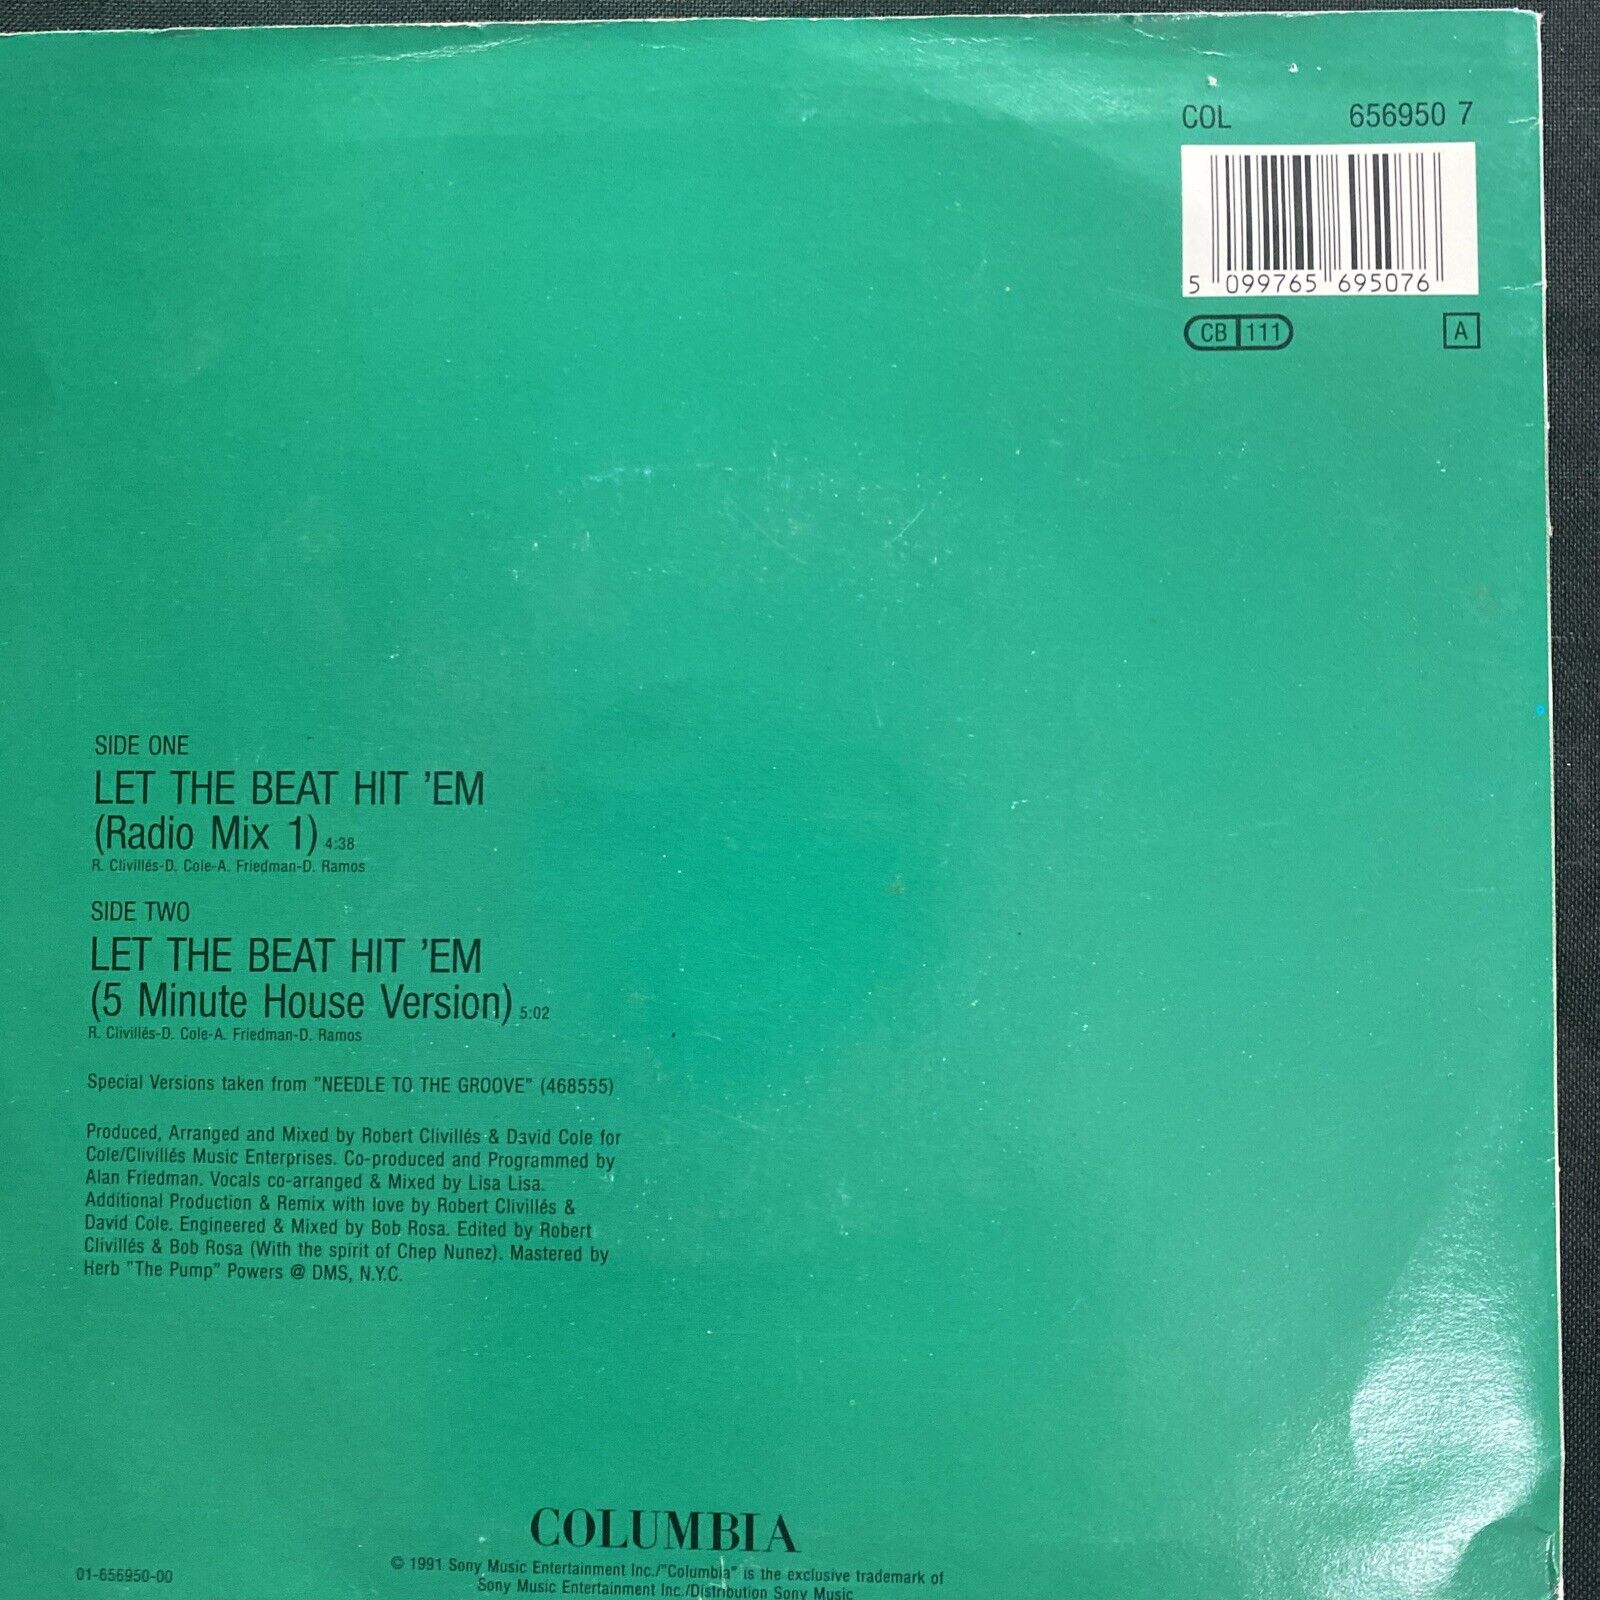 COL 656950 7
5 099765 695076
CB 111 A
SIDE ONE
LET THE BEAT HIT 'EM
(Radio Mix 1) 4:38
R. Clivillés-D. Cole-A. Friedman-D. Ramos
SIDE TWO
LET THE BEAT HIT 'EM
(5 Minute House Version) 5:02
R. Clivillés-D. Cole-A. Friedman-D. Ramos
Special Versions taken from "NEEDLE TO THE GROOVE" (468555)
Produced, Arranged and Mixed by Robert Clivillés & David Cole for
Cole/Clivillés Music Enterprises. Co-produced and Programmed by
Alan Friedman. Vocals co-arranged & Mixed by Lisa Lisa.
Additional Production & Remix with love by Robert Clivillés &
David Cole. Engineered & Mixed by Bob Rosa. Edited by Robert
Clivillés & Bob Rosa (With the spirit of Chep Nunez). Mastered by
Herb "The Pump" Powers @ DMS, N.Y.C.
COLUMBIA
© 1991 Sony Music Entertainment Inc./"Columbia" is the exclusive trademark of
Sony Music Entertainment Inc./Distribution Sony Music
01-656950-00